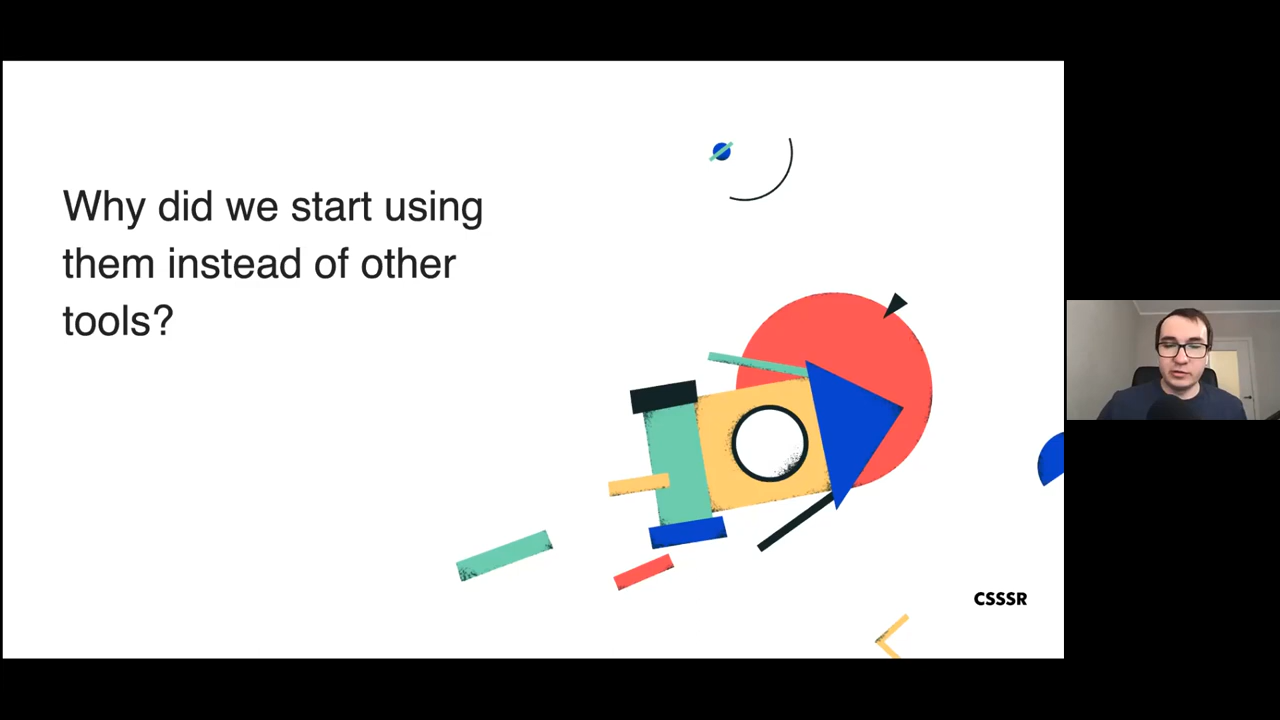 Why did we start using
them instead of other
tools?
CSSSR